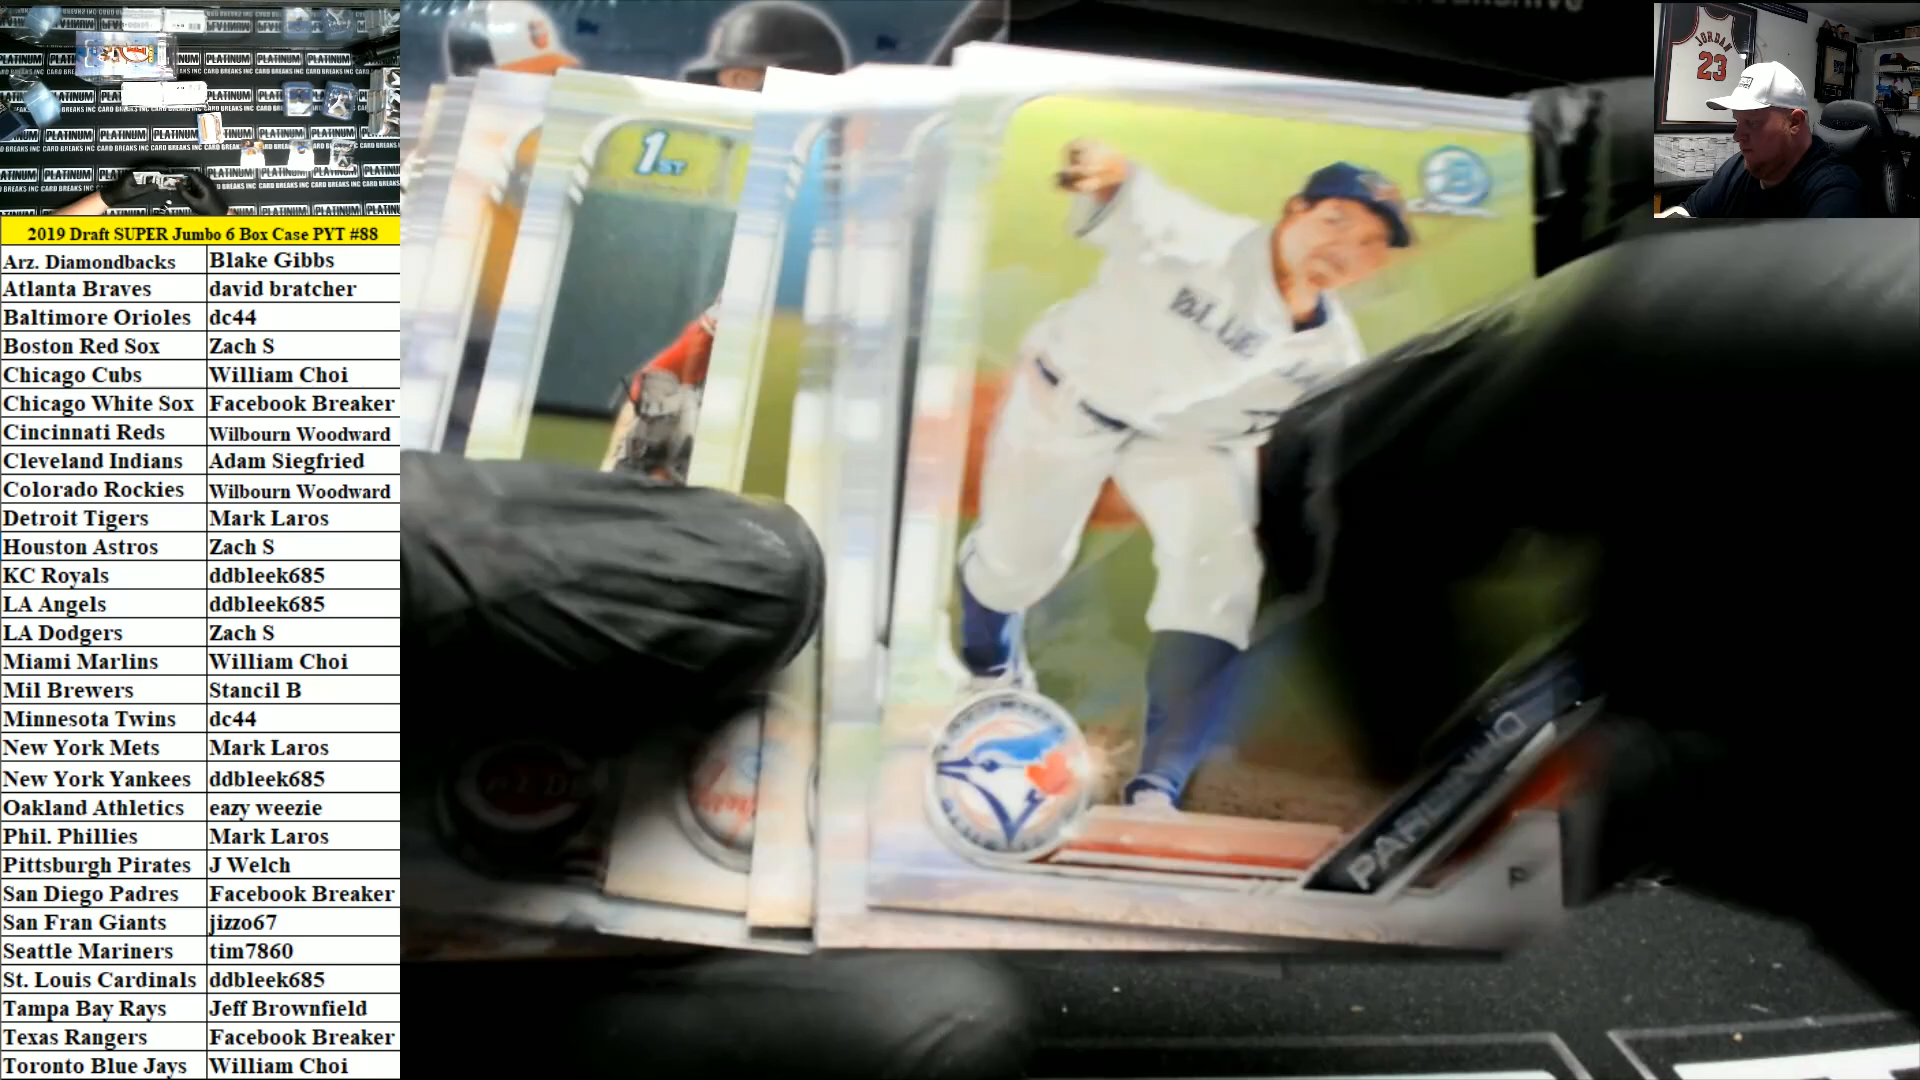 2019 Draft SUPER Jumbo 6 Box Case PYT #88
Arz. Diamondbacks Blake Gibbs
Atlanta Braves david bratcher
Baltimore Orioles dc44
Boston Red Sox Zach S
Chicago Cubs William Choi
Chicago White Sox Facebook Breaker
Cincinnati Reds Wilbourn Woodward
Cleveland Indians Adam Siegfried
Colorado Rockies Wilbourn Woodward
Detroit Tigers Mark Laros
Houston Astros Zach S
KC Royals ddbleek685
LA Angels ddbleek685
LA Dodgers Zach S
Miami Marlins William Choi
Mil Brewers Stancil B
Minnesota Twins dc44
New York Mets Mark Laros
New York Yankees ddbleek685
Oakland Athletics eazy weezie
Phil. Phillies Mark Laros
Pittsburgh Pirates J Welch
San Diego Padres Facebook Breaker
San Fran Giants jizzo67
Seattle Mariners tim7860
St. Louis Cardinals ddbleek685
Tampa Bay Rays Jeff Brownfield
Texas Rangers Facebook Breaker
Toronto Blue Jays William Choi
PLATINUM
CARD BREAKS INC
1ST
BLUE
JORDAN
23